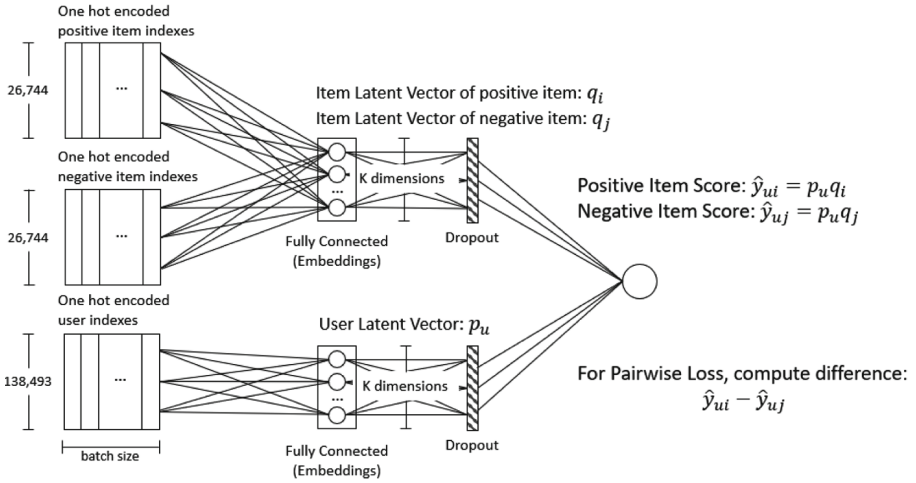 One hot encoded
positive item indexes
26,744
...
Item Latent Vector of positive item: qᵢ
Item Latent Vector of negative item: qⱼ
K dimensions
...
Fully Connected
(Embeddings)
Dropout
One hot encoded
negative item indexes
26,744
...
Positive Item Score: ŷᵤᵢ = pᵤqᵢ
Negative Item Score: ŷᵤⱼ = pᵤqⱼ
One hot encoded
user indexes
138,493
...
batch size
User Latent Vector: pᵤ
K dimensions
...
Fully Connected
(Embeddings)
Dropout
For Pairwise Loss, compute difference:
ŷᵤᵢ − ŷᵤⱼ